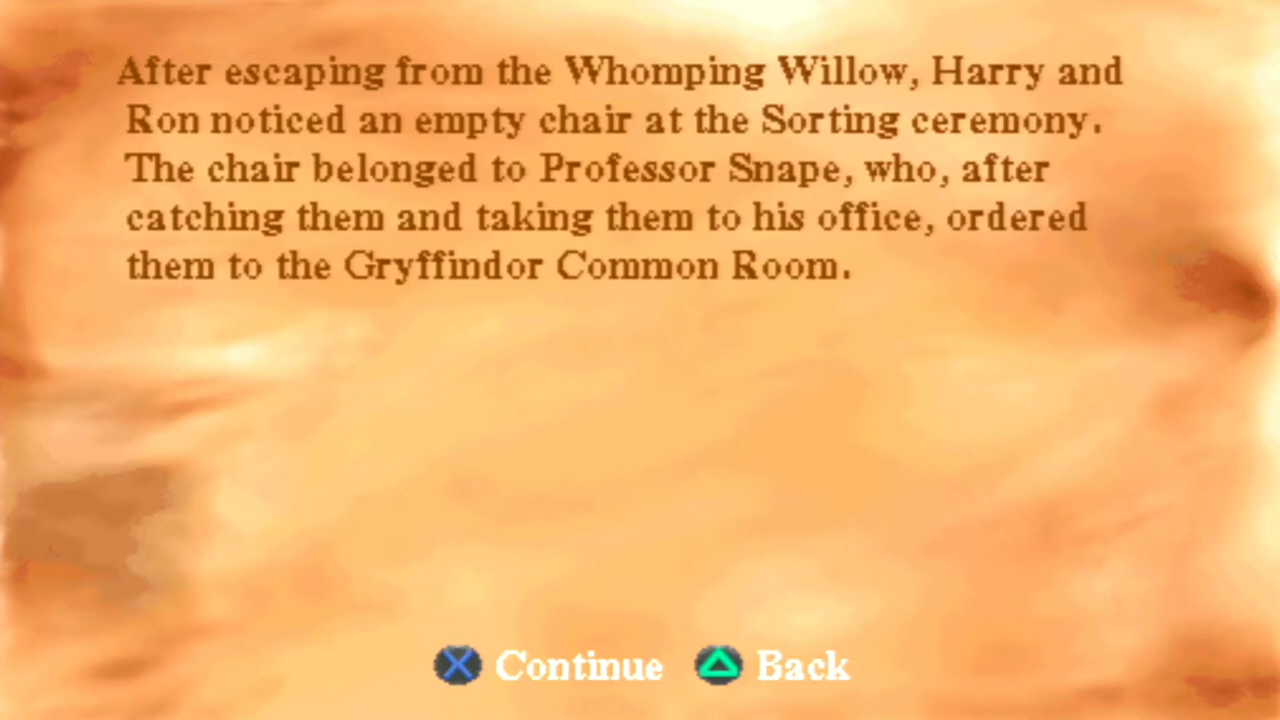 After escaping from the Whomping Willow, Harry and
Ron noticed an empty chair at the Sorting ceremony.
The chair belonged to Professor Snape, who, after
catching them and taking them to his office, ordered
them to the Gryffindor Common Room.
Continue Back